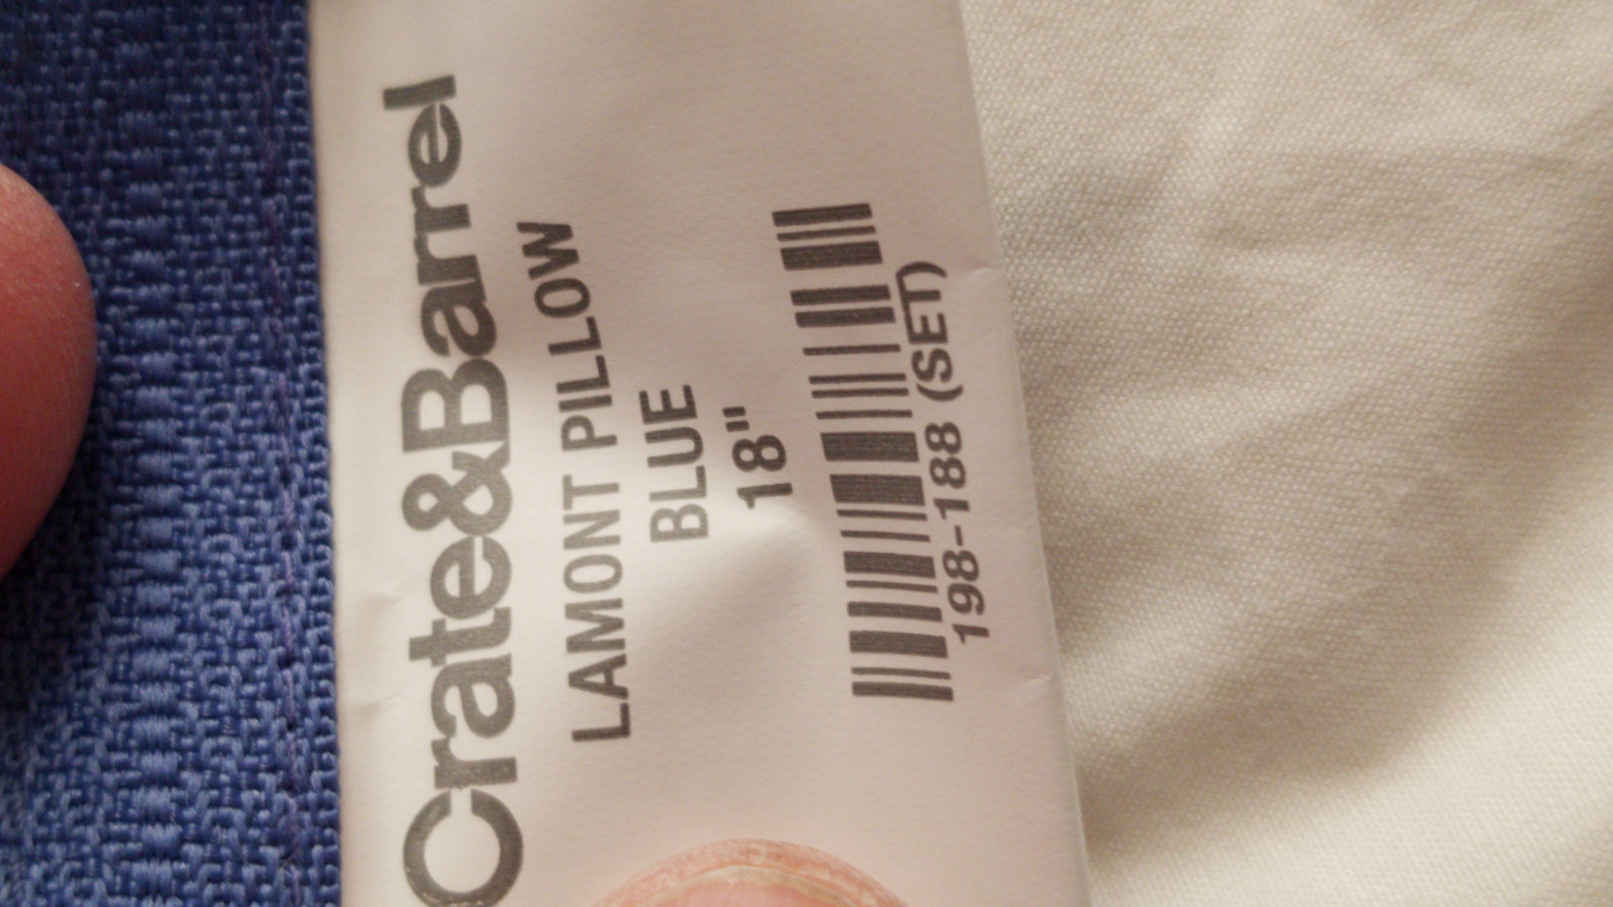 Crate&Barrel
LAMONT PILLOW
BLUE
18"
198-188 (SET)